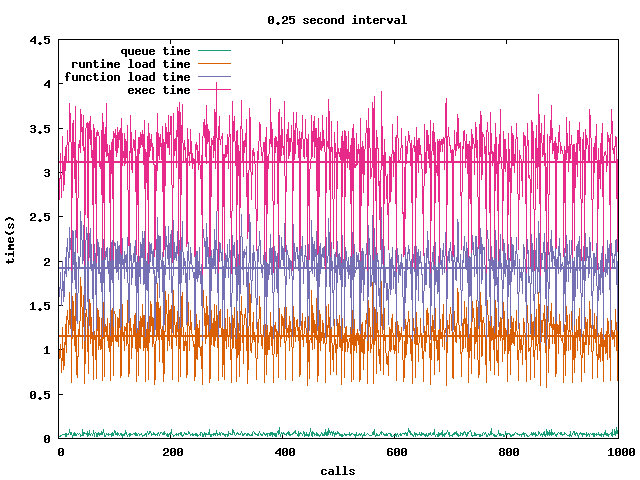 0.25 second interval
4.5
4
3.5
3
2.5
2
1.5
1
0.5
0
time(s)
queue time
runtime load time
function load time
exec time
0
200
400
600
800
1000
calls